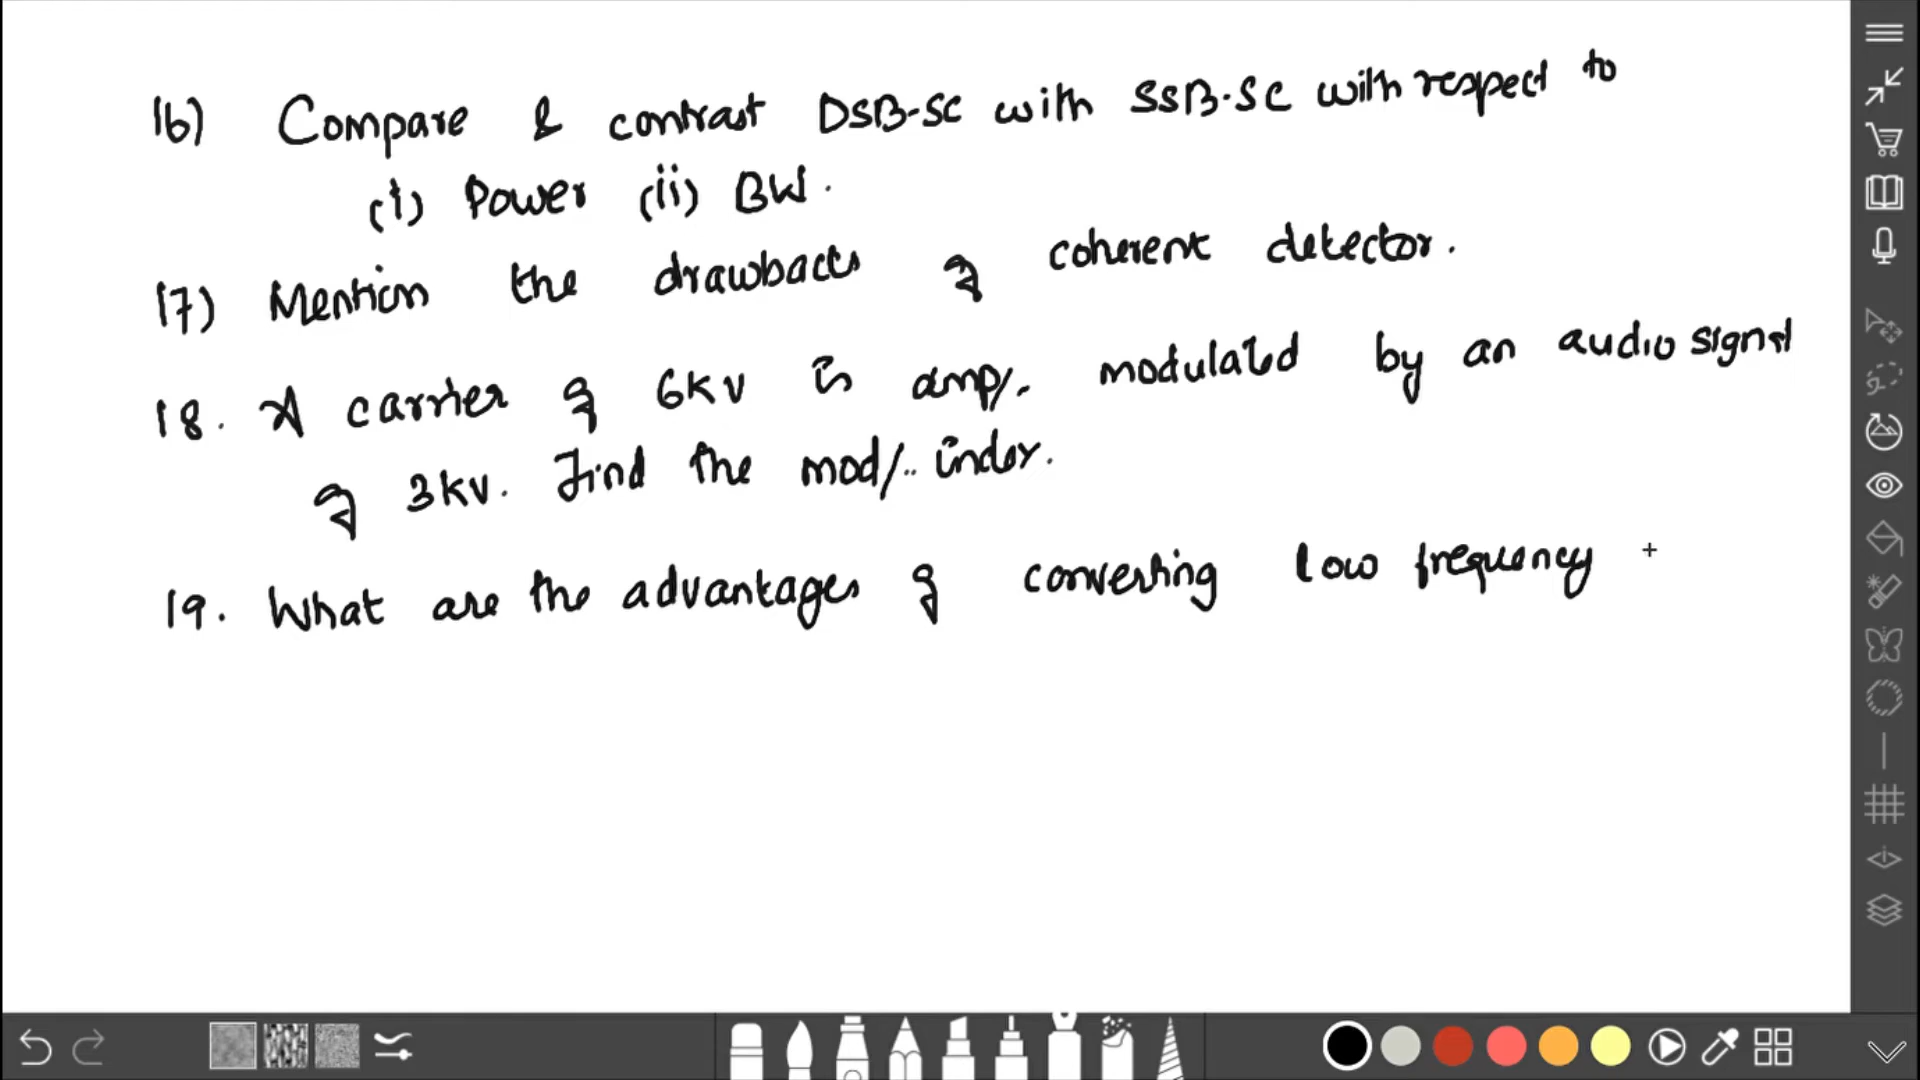 16) Compare & contrast DSB-SC with SSB-SC with respect to
(i) Power (ii) BW.
17) Mention the drawbacks of coherent detector.
18. A carrier of 6KV is amp/. modulated by an audio signal
of 3KV. Find the mod/.. index.
19. What are the advantages of converting low frequency